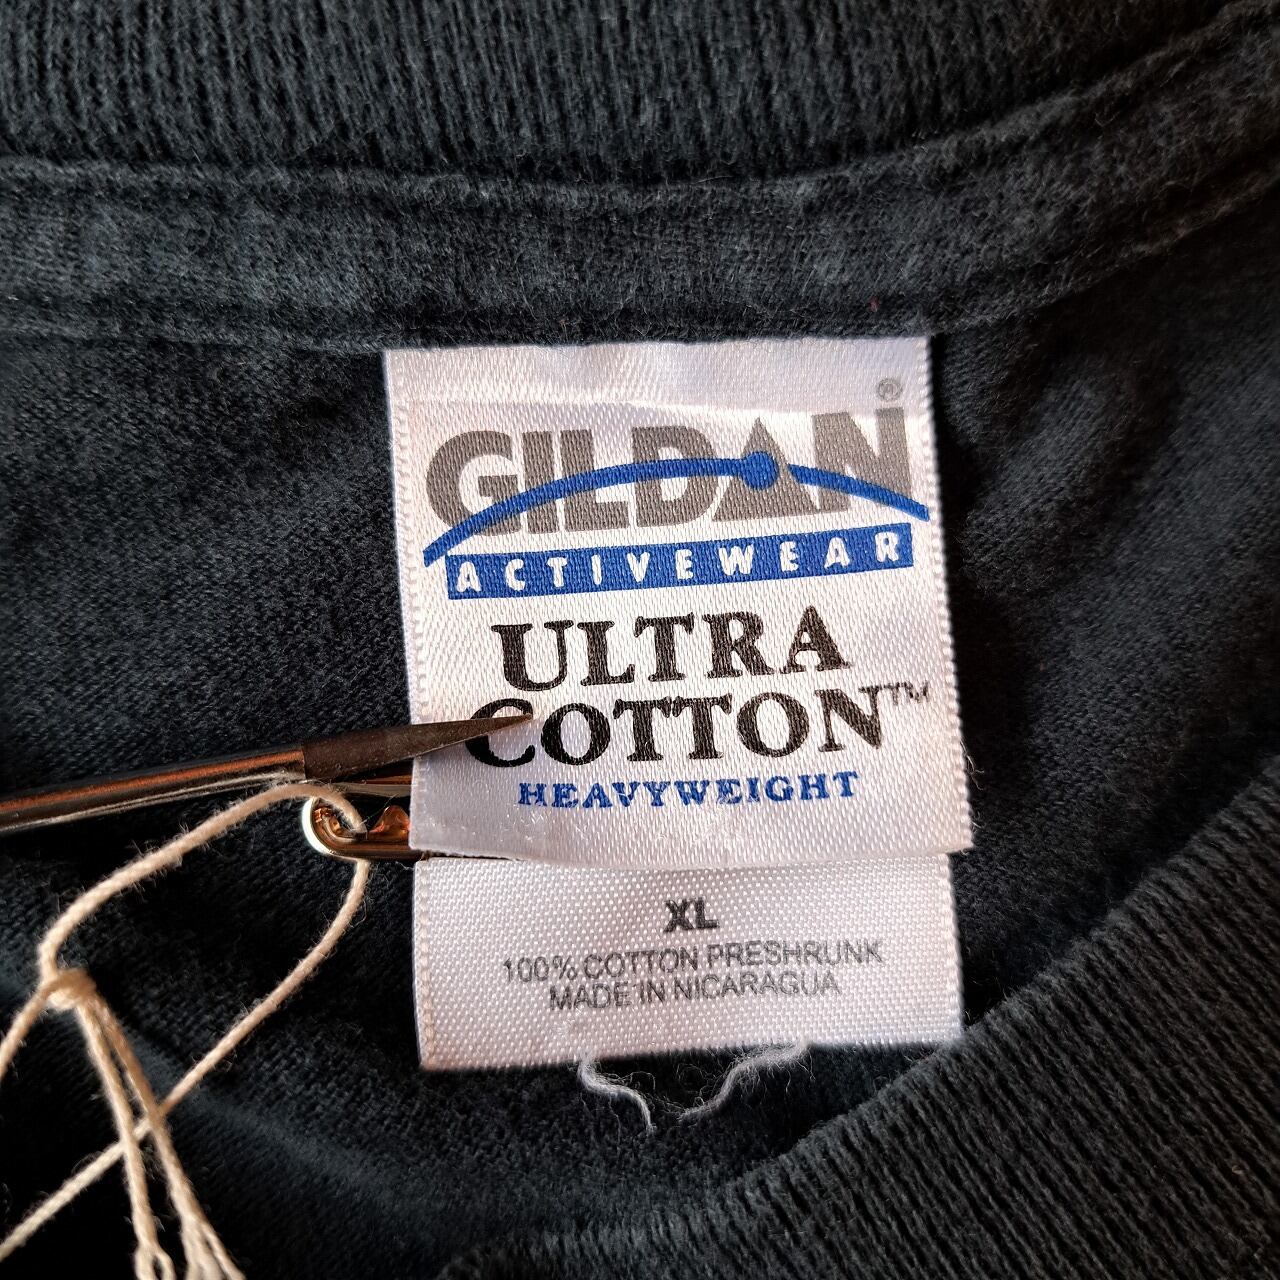 GILDAN®
ACTIVEWEAR
ULTRA
COTTON™
HEAVYWEIGHT
XL
100% COTTON PRESHRUNK
MADE IN NICARAGUA